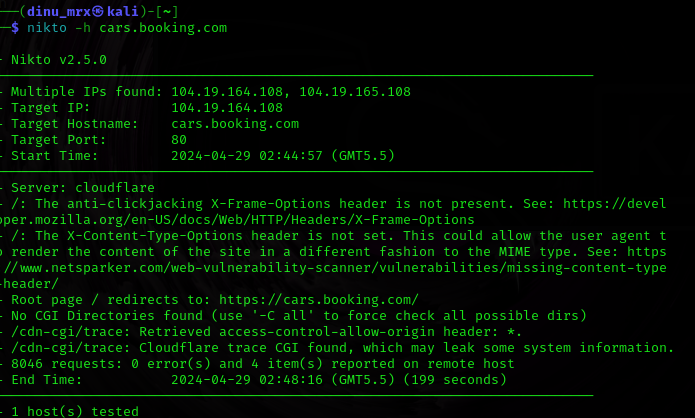 (dinu_mrx㉿kali)-[~]
$ nikto -h cars.booking.com
- Nikto v2.5.0
- Multiple IPs found: 104.19.164.108, 104.19.165.108
- Target IP: 104.19.164.108
- Target Hostname: cars.booking.com
- Target Port: 80
- Start Time: 2024-04-29 02:44:57 (GMT5.5)
- Server: cloudflare
- /: The anti-clickjacking X-Frame-Options header is not present. See: https://devel
oper.mozilla.org/en-US/docs/Web/HTTP/Headers/X-Frame-Options
- /: The X-Content-Type-Options header is not set. This could allow the user agent t
o render the content of the site in a different fashion to the MIME type. See: https
://www.netsparker.com/web-vulnerability-scanner/vulnerabilities/missing-content-type
-header/
- Root page / redirects to: https://cars.booking.com/
- No CGI Directories found (use '-C all' to force check all possible dirs)
- /cdn-cgi/trace: Retrieved access-control-allow-origin header: *.
- /cdn-cgi/trace: Cloudflare trace CGI found, which may leak some system information.
- 8046 requests: 0 error(s) and 4 item(s) reported on remote host
- End Time: 2024-04-29 02:48:16 (GMT5.5) (199 seconds)
- 1 host(s) tested